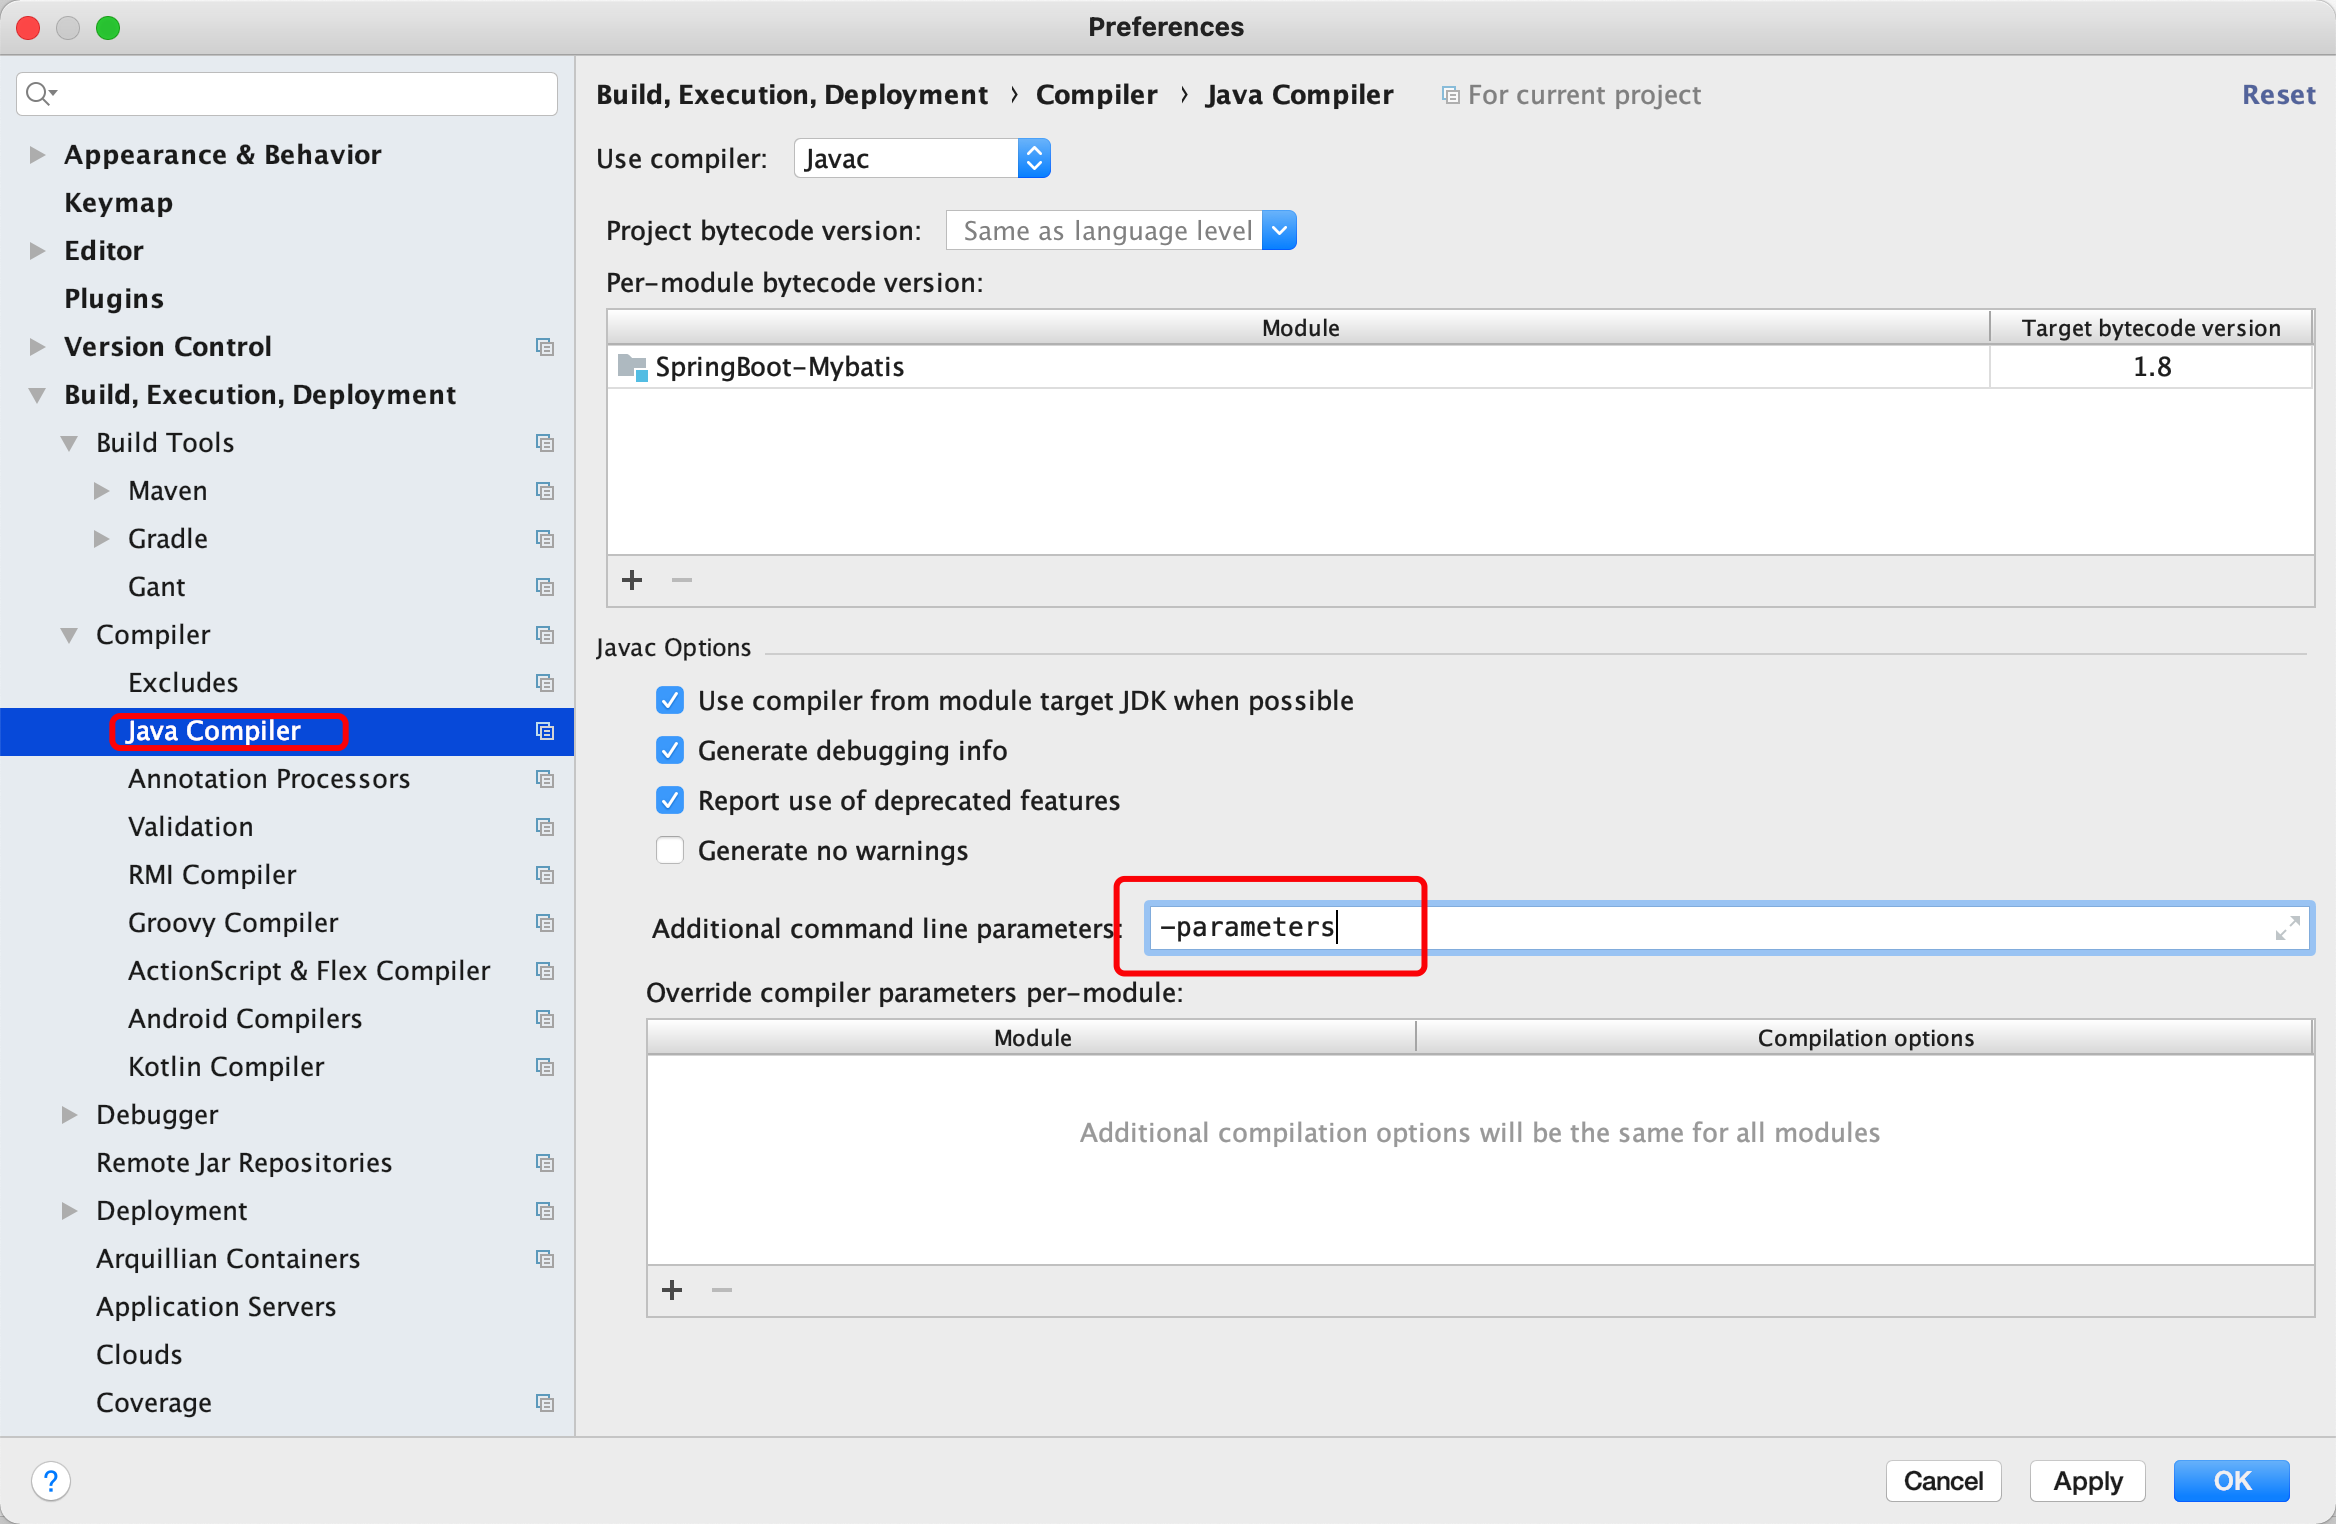 Preferences
Appearance & Behavior
Keymap
Editor
Plugins
Version Control
Build, Execution, Deployment
Build Tools
Maven
Gradle
Gant
Compiler
Excludes
Java Compiler
Annotation Processors
Validation
RMI Compiler
Groovy Compiler
ActionScript & Flex Compiler
Android Compilers
Kotlin Compiler
Debugger
Remote Jar Repositories
Deployment
Arquillian Containers
Application Servers
Clouds
Coverage
Build, Execution, Deployment › Compiler › Java Compiler For current project Reset
Use compiler: Javac
Project bytecode version: Same as language level
Per-module bytecode version:
Module Target bytecode version
SpringBoot-Mybatis 1.8
+ −
Javac Options
Use compiler from module target JDK when possible
Generate debugging info
Report use of deprecated features
Generate no warnings
Additional command line parameters: -parameters
Override compiler parameters per-module:
Module Compilation options
Additional compilation options will be the same for all modules
+ −
? Cancel Apply OK